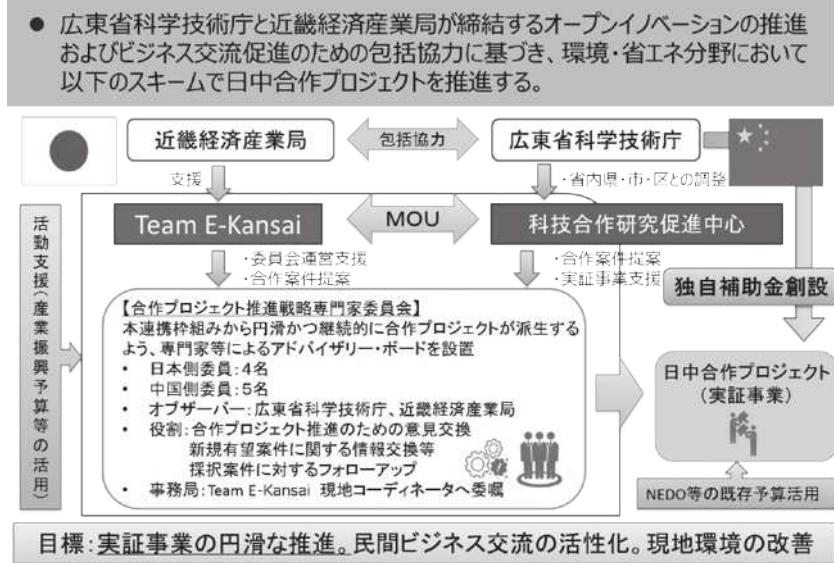 ● 広東省科学技術庁と近畿経済産業局が締結するオープンイノベーションの推進
およびビジネス交流促進のための包括協力に基づき、環境・省エネ分野において
以下のスキームで日中合作プロジェクトを推進する。
近畿経済産業局
包括協力
広東省科学技術庁
支援
・省内県・市・区との調整
Team E-Kansai
MOU
科技合作研究促進中心
・委員会運営支援
・合作案件提案
・合作案件提案
・実証事業支援
活動支援(産業振興予算等の活用)
独自補助金創設
【合作プロジェクト推進戦略専門家委員会】
本連携枠組みから円滑かつ継続的に合作プロジェクトが派生する
よう、専門家等によるアドバイザリー・ボードを設置
・ 日本側委員:4名
・ 中国側委員:5名
・ オブザーバー:広東省科学技術庁、近畿経済産業局
・ 役割:合作プロジェクト推進のための意見交換
新規有望案件に関する情報交換等
採択案件に対するフォローアップ
・ 事務局:Team E-Kansai 現地コーディネータへ委嘱
日中合作プロジェクト
(実証事業)
NEDO等の既存予算活用
目標:実証事業の円滑な推進。民間ビジネス交流の活性化。現地環境の改善